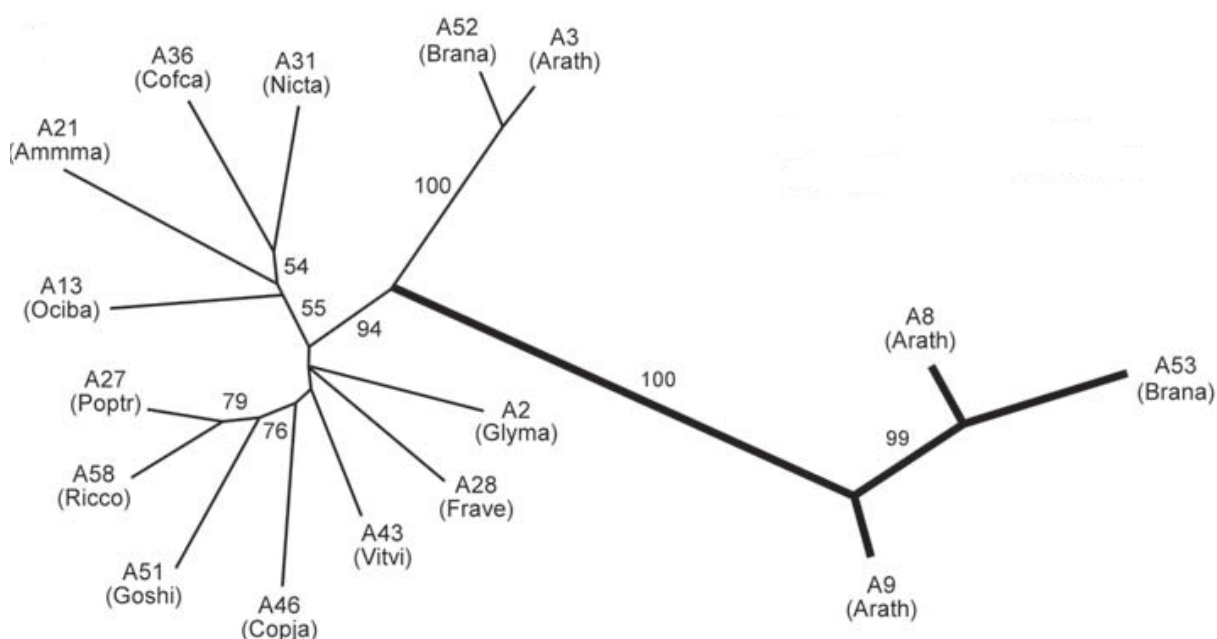 A52
(Brana)
A3
(Arath)
A36
(Cofca)
A31
(Nicta)
A21
(Ammma)
100
54
A13
(Ociba)
55
94
A8
(Arath)
A53
(Brana)
100
A27
(Poptr)
79
76
A2
(Glyma)
99
A58
(Ricco)
A28
(Frave)
A43
(Vitvi)
A51
(Goshi)
A46
(Copja)
A9
(Arath)